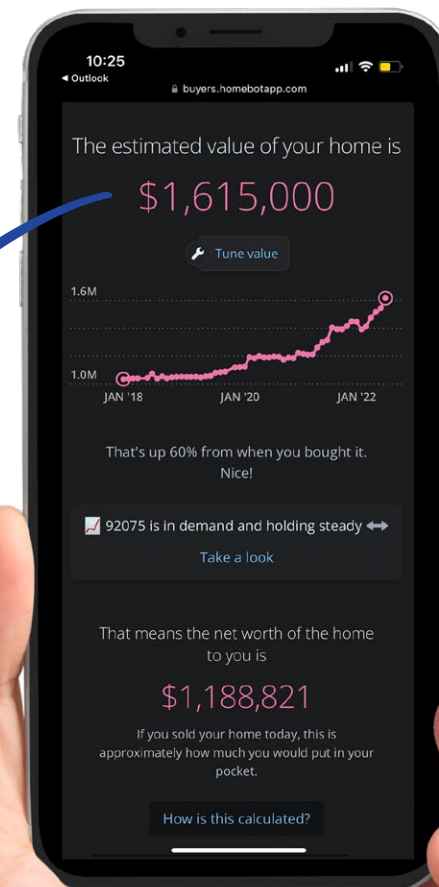 10:25
◀ Outlook
buyers.homebotapp.com
The estimated value of your home is
$1,615,000
Tune value
1.6M
1.0M
JAN '18 JAN '20 JAN '22
That's up 60% from when you bought it.
Nice!
📈 92075 is in demand and holding steady ↔
Take a look
That means the net worth of the home
to you is
$1,188,821
If you sold your home today, this is
approximately how much you would put in your
pocket.
How is this calculated?